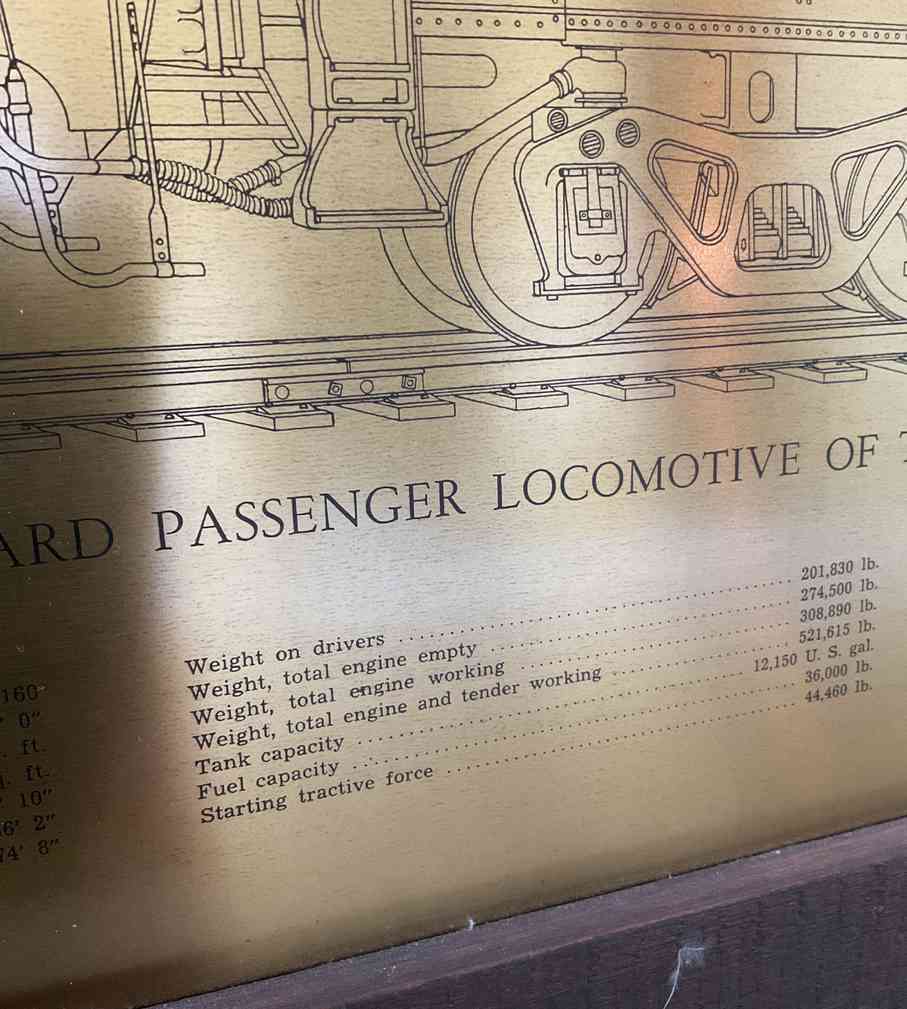 ARD PASSENGER LOCOMOTIVE OF
160
0"
ft.
ft.
10"
6' 2"
74' 8"
Weight on drivers ........ 201,830 lb.
Weight, total engine empty ........ 274,500 lb.
Weight, total engine working ........ 308,890 lb.
Weight, total engine and tender working ........ 521,615 lb.
Tank capacity ........ 12,150 U. S. gal.
Fuel capacity ........ 36,000 lb.
Starting tractive force ........ 44,460 lb.